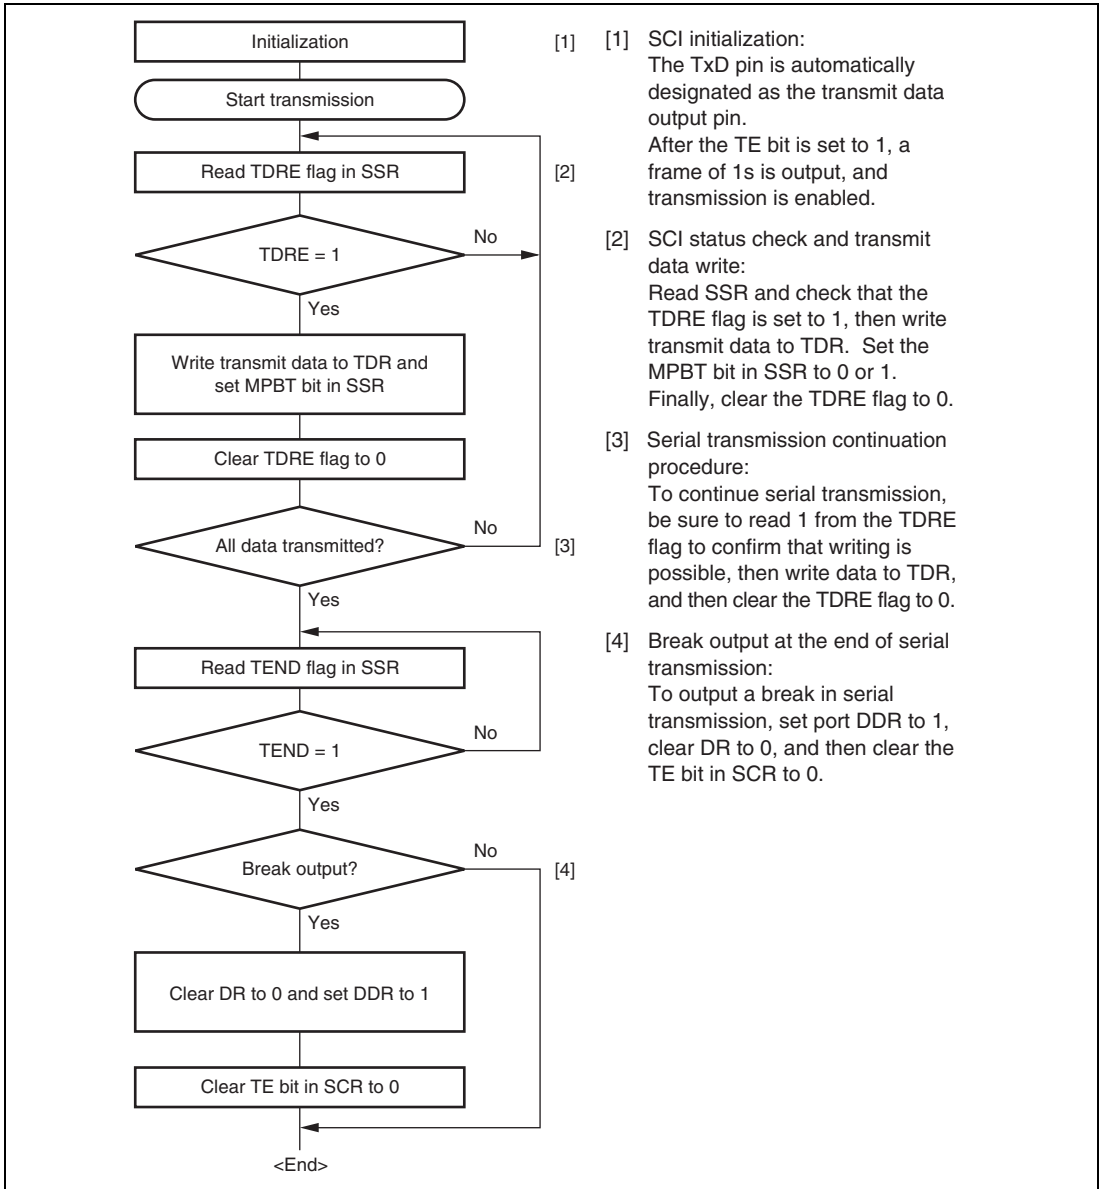 Initialization
[1]
Start transmission
Read TDRE flag in SSR
[2]
TDRE = 1
No
Yes
Write transmit data to TDR and
set MPBT bit in SSR
Clear TDRE flag to 0
All data transmitted?
No
[3]
Yes
Read TEND flag in SSR
TEND = 1
No
Yes
Break output?
No
[4]
Yes
Clear DR to 0 and set DDR to 1
Clear TE bit in SCR to 0
<End>
[1] SCI initialization:
The TxD pin is automatically
designated as the transmit data
output pin.
After the TE bit is set to 1, a
frame of 1s is output, and
transmission is enabled.
[2] SCI status check and transmit
data write:
Read SSR and check that the
TDRE flag is set to 1, then write
transmit data to TDR. Set the
MPBT bit in SSR to 0 or 1.
Finally, clear the TDRE flag to 0.
[3] Serial transmission continuation
procedure:
To continue serial transmission,
be sure to read 1 from the TDRE
flag to confirm that writing is
possible, then write data to TDR,
and then clear the TDRE flag to 0.
[4] Break output at the end of serial
transmission:
To output a break in serial
transmission, set port DDR to 1,
clear DR to 0, and then clear the
TE bit in SCR to 0.